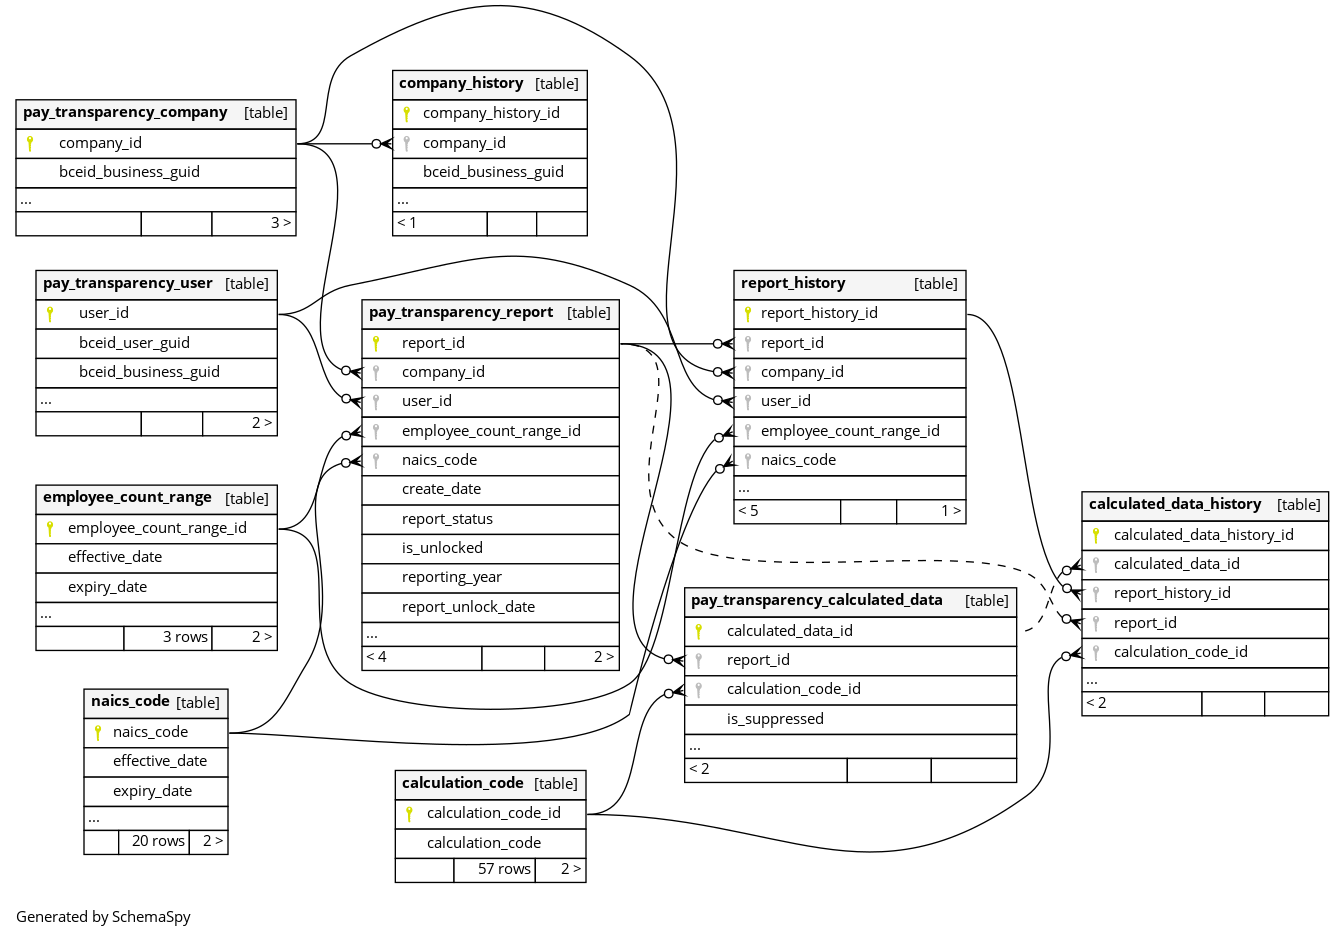 company_history [table]
company_history_id
company_id
bceid_business_guid
...
< 1
pay_transparency_company [table]
company_id
bceid_business_guid
...
3 >
pay_transparency_user [table]
user_id
bceid_user_guid
bceid_business_guid
...
2 >
pay_transparency_report [table]
report_id
company_id
user_id
employee_count_range_id
naics_code
create_date
report_status
is_unlocked
reporting_year
report_unlock_date
...
< 4 2 >
report_history [table]
report_history_id
report_id
company_id
user_id
employee_count_range_id
naics_code
...
< 5 1 >
employee_count_range [table]
employee_count_range_id
effective_date
expiry_date
...
3 rows 2 >
calculated_data_history [table]
calculated_data_history_id
calculated_data_id
report_history_id
report_id
calculation_code_id
...
< 2
pay_transparency_calculated_data [table]
calculated_data_id
report_id
calculation_code_id
is_suppressed
...
< 2
naics_code [table]
naics_code
effective_date
expiry_date
...
20 rows 2 >
calculation_code [table]
calculation_code_id
calculation_code
57 rows 2 >
Generated by SchemaSpy